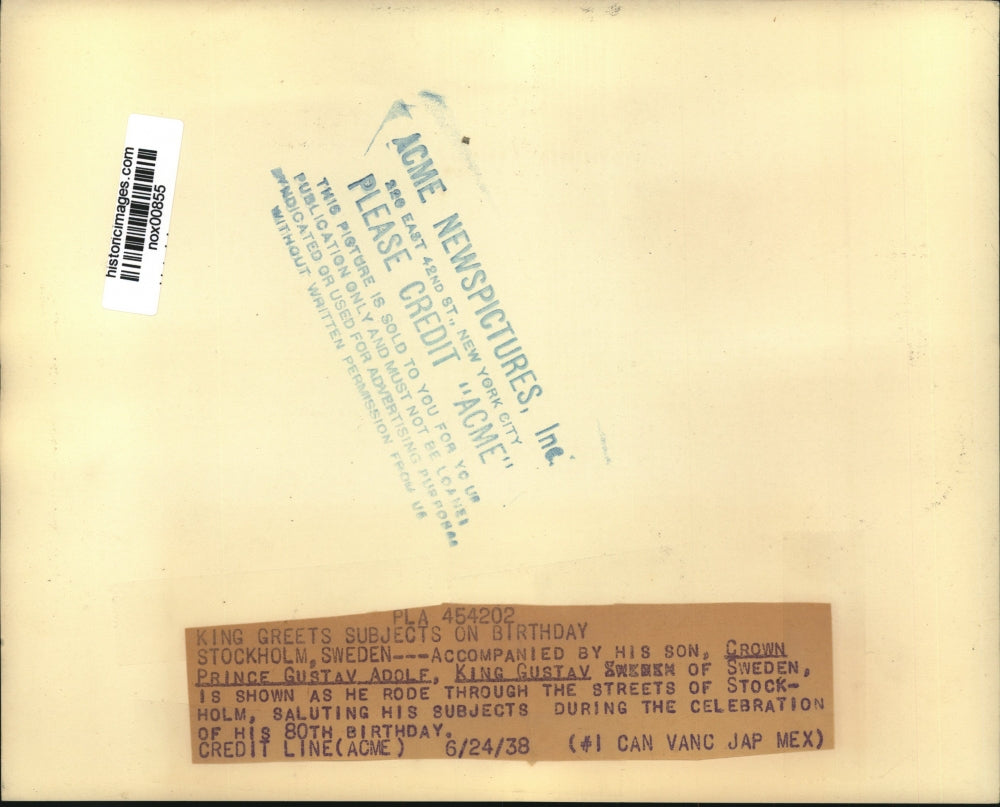 historicimages.com
nox00855
ACME NEWSPICTURES, Inc.
220 EAST 42ND ST., NEW YORK CITY
PLEASE CREDIT "ACME"
THIS PICTURE IS SOLD TO YOU FOR YOUR
PUBLICATION ONLY AND MUST NOT BE LOANED
SYNDICATED OR USED FOR ADVERTISING PURPOSES
WITHOUT WRITTEN PERMISSION FROM US
PLA 454202
KING GREETS SUBJECTS ON BIRTHDAY
STOCKHOLM, SWEDEN---ACCOMPANIED BY HIS SON, CROWN
PRINCE GUSTAV ADOLF, KING GUSTAV OF SWEDEN,
IS SHOWN AS HE RODE THROUGH THE STREETS OF STOCK-
HOLM, SALUTING HIS SUBJECTS DURING THE CELEBRATION
OF HIS 80TH BIRTHDAY.
CREDIT LINE(ACME) 6/24/38 (#1 CAN VANC JAP MEX)